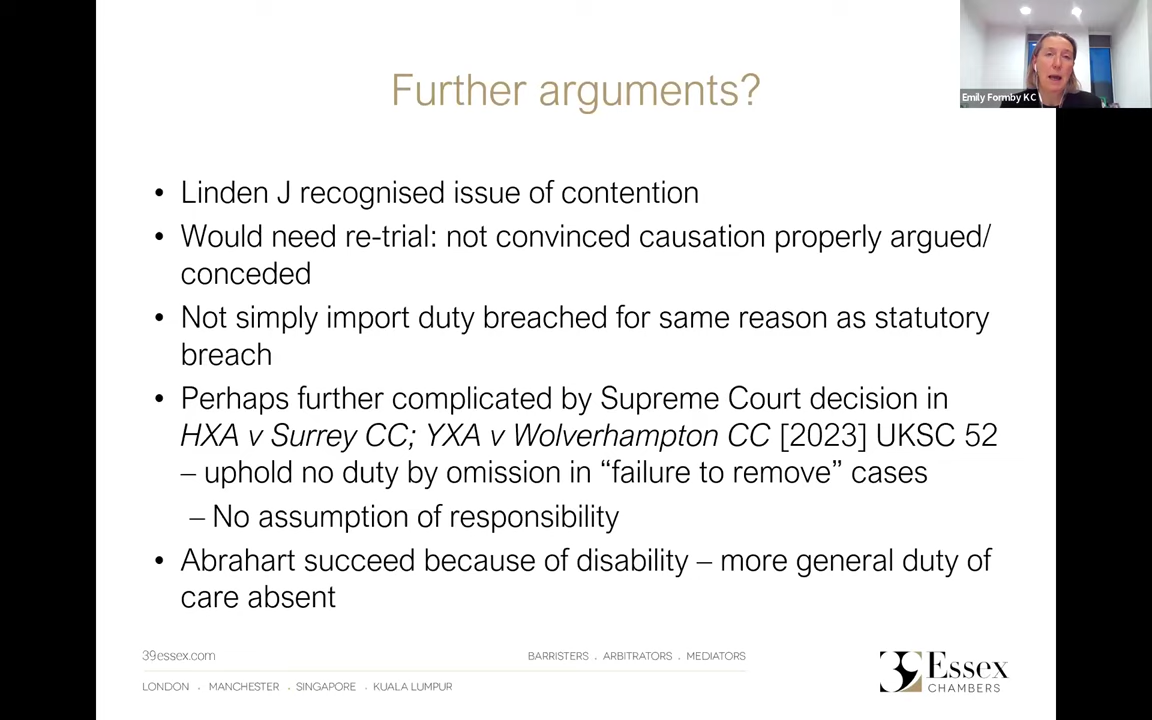 Further arguments?
Emily Formby KC
• Linden J recognised issue of contention
• Would need re-trial: not convinced causation properly argued/
conceded
• Not simply import duty breached for same reason as statutory
breach
• Perhaps further complicated by Supreme Court decision in
HXA v Surrey CC; YXA v Wolverhampton CC [2023] UKSC 52
– uphold no duty by omission in “failure to remove” cases
– No assumption of responsibility
• Abrahart succeed because of disability – more general duty of
care absent
39essex.com
BARRISTERS . ARBITRATORS . MEDIATORS
LONDON . MANCHESTER . SINGAPORE . KUALA LUMPUR
39 Essex
CHAMBERS